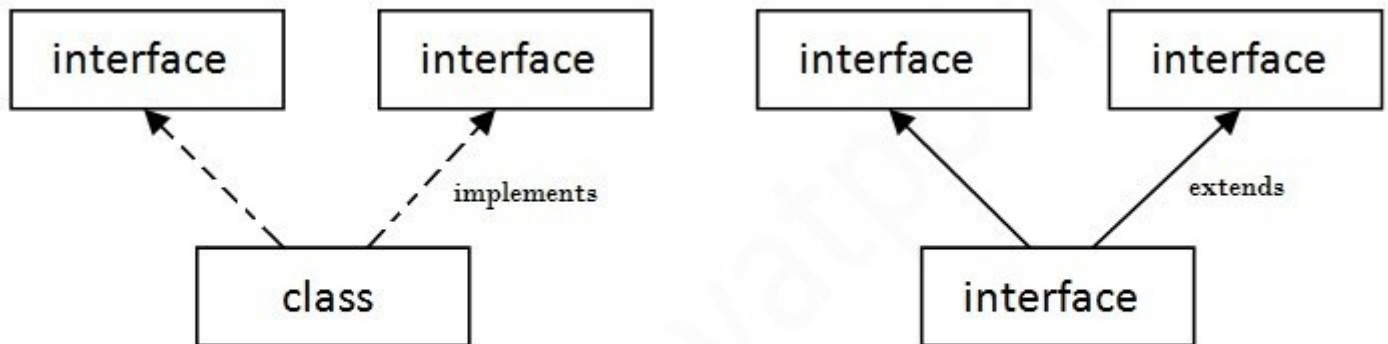 interface interface interface interface
implements extends
class interface